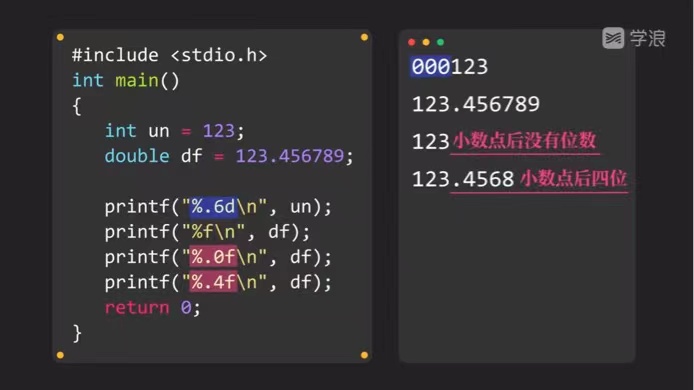 #include <stdio.h>
int main()
{
int un = 123;
double df = 123.456789;
printf("%.6d\n", un);
printf("%f\n", df);
printf("%.0f\n", df);
printf("%.4f\n", df);
return 0;
}
学浪
000123
123.456789
123 小数点后没有位数
123.4568 小数点后四位